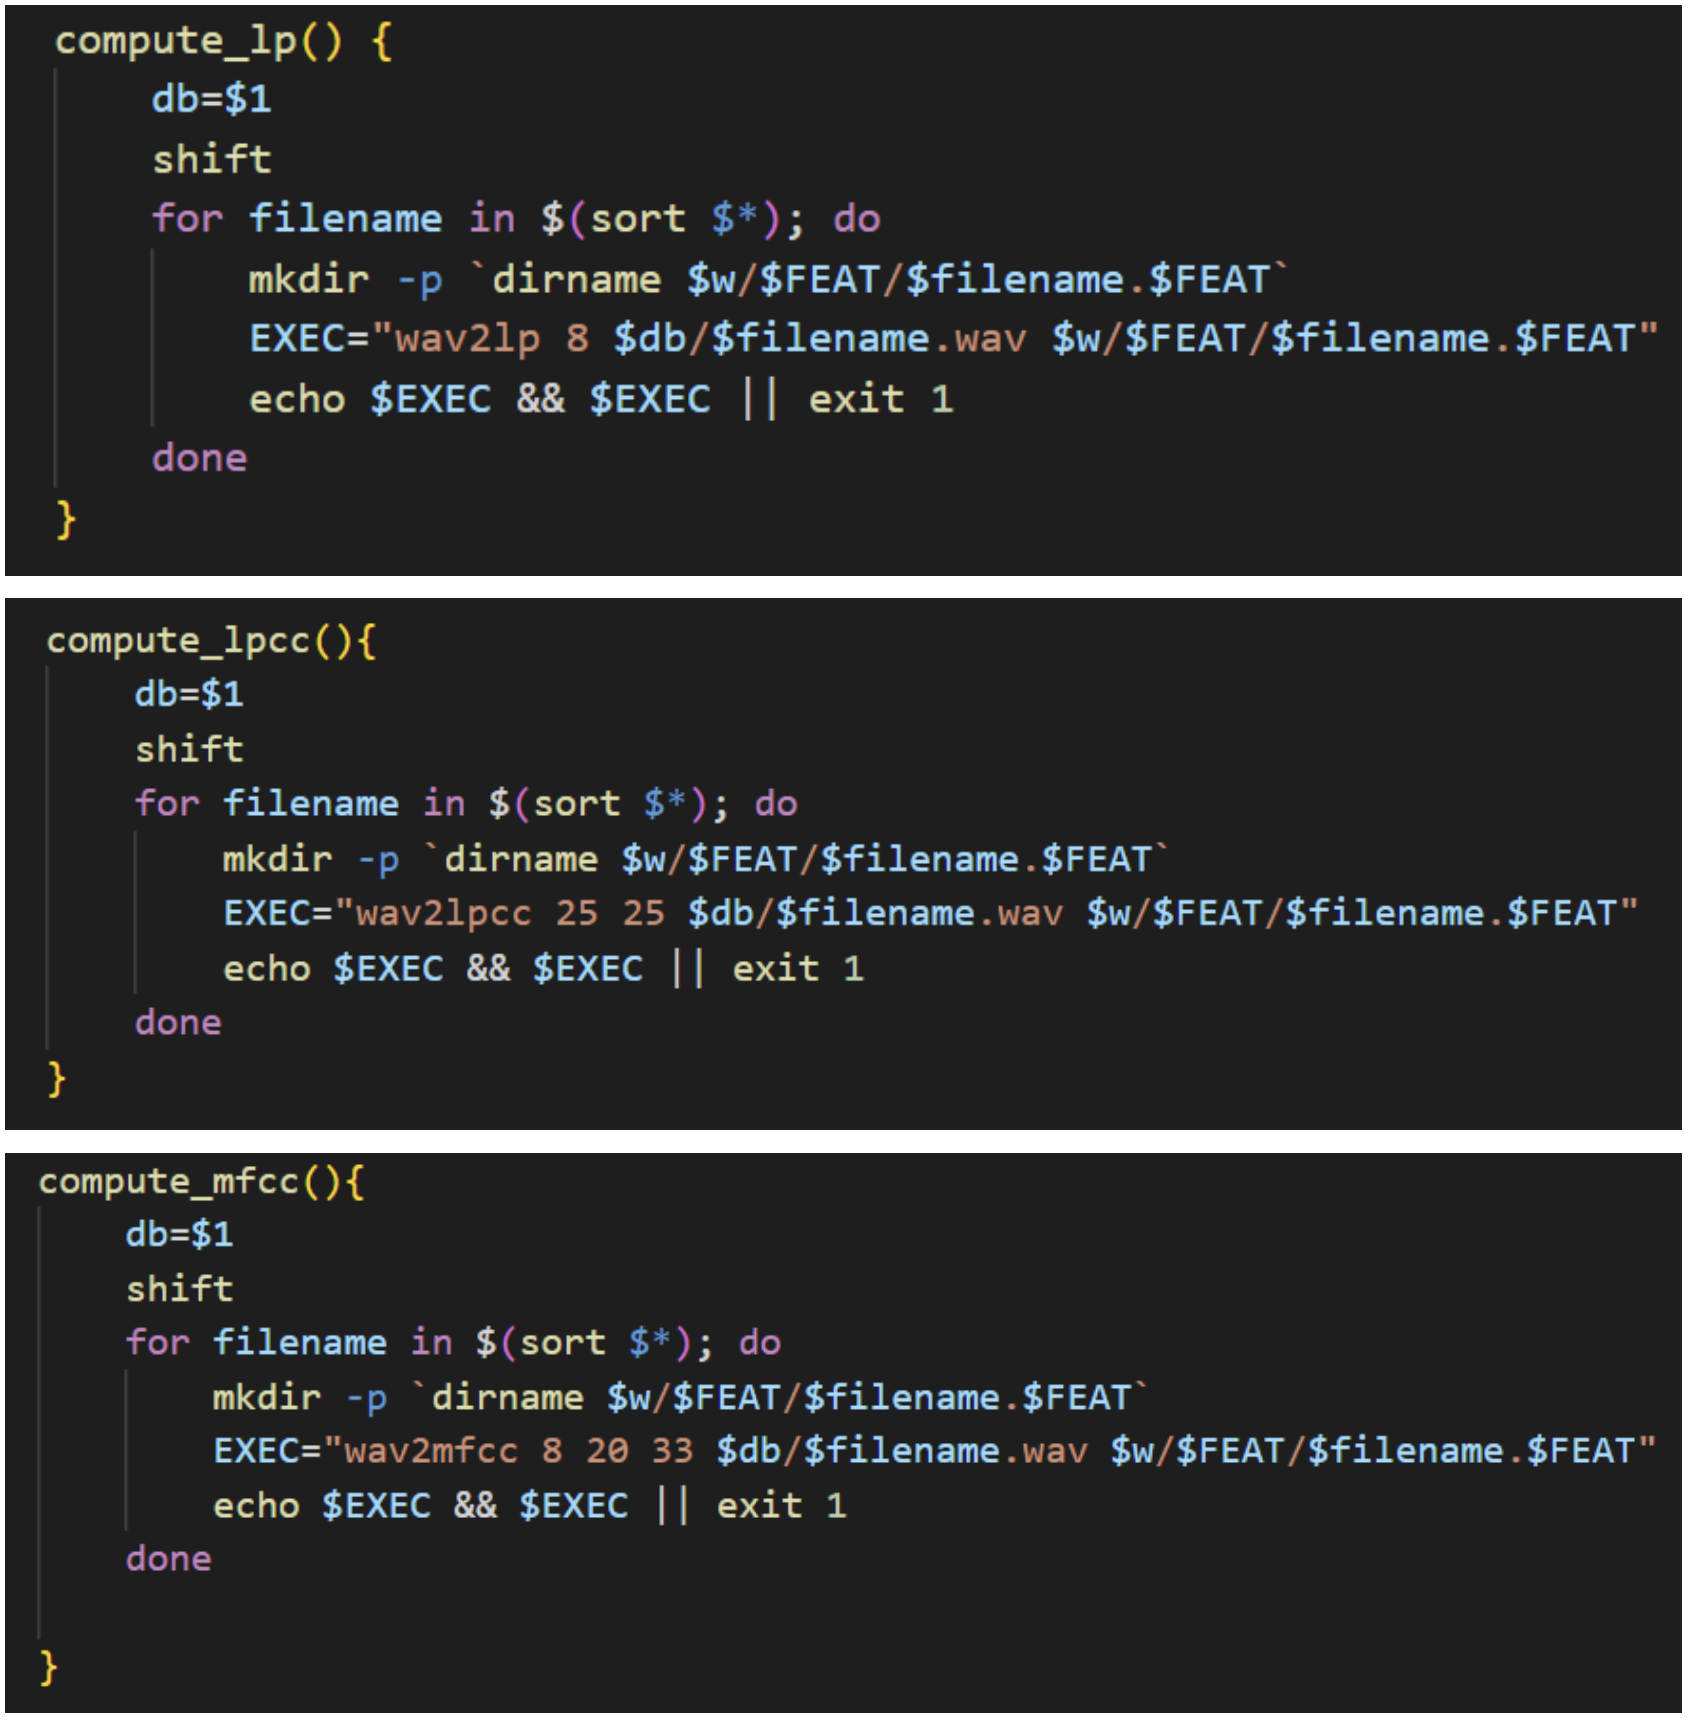 compute_lp() {
db=$1
shift
for filename in $(sort $*); do
mkdir -p `dirname $w/$FEAT/$filename.$FEAT`
EXEC="wav2lp 8 $db/$filename.wav $w/$FEAT/$filename.$FEAT"
echo $EXEC && $EXEC || exit 1
done
}
compute_lpcc(){
db=$1
shift
for filename in $(sort $*); do
mkdir -p `dirname $w/$FEAT/$filename.$FEAT`
EXEC="wav2lpcc 25 25 $db/$filename.wav $w/$FEAT/$filename.$FEAT"
echo $EXEC && $EXEC || exit 1
done
}
compute_mfcc(){
db=$1
shift
for filename in $(sort $*); do
mkdir -p `dirname $w/$FEAT/$filename.$FEAT`
EXEC="wav2mfcc 8 20 33 $db/$filename.wav $w/$FEAT/$filename.$FEAT"
echo $EXEC && $EXEC || exit 1
done
}